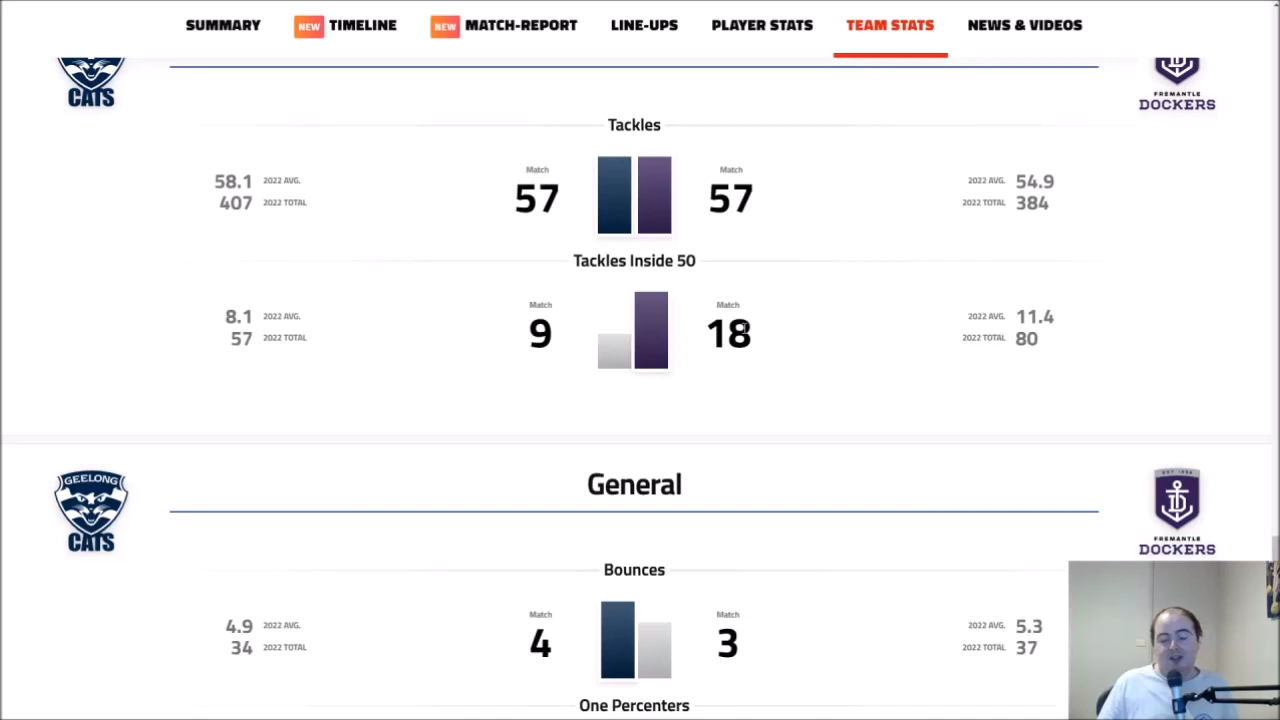 SUMMARY NEW TIMELINE NEW MATCH-REPORT LINE-UPS PLAYER STATS TEAM STATS NEWS & VIDEOS
CATS
FREMANTLE
DOCKERS
Tackles
58.1 2022 AVG.
407 2022 TOTAL
Match
57
Match
57
2022 AVG. 54.9
2022 TOTAL 384
Tackles Inside 50
8.1 2022 AVG.
57 2022 TOTAL
Match
9
Match
18
2022 AVG. 11.4
2022 TOTAL 80
GEELONG
CATS
General
EST 1994
FREMANTLE
DOCKERS
Bounces
4.9 2022 AVG.
34 2022 TOTAL
Match
4
Match
3
2022 AVG. 5.3
2022 TOTAL 37
One Percenters